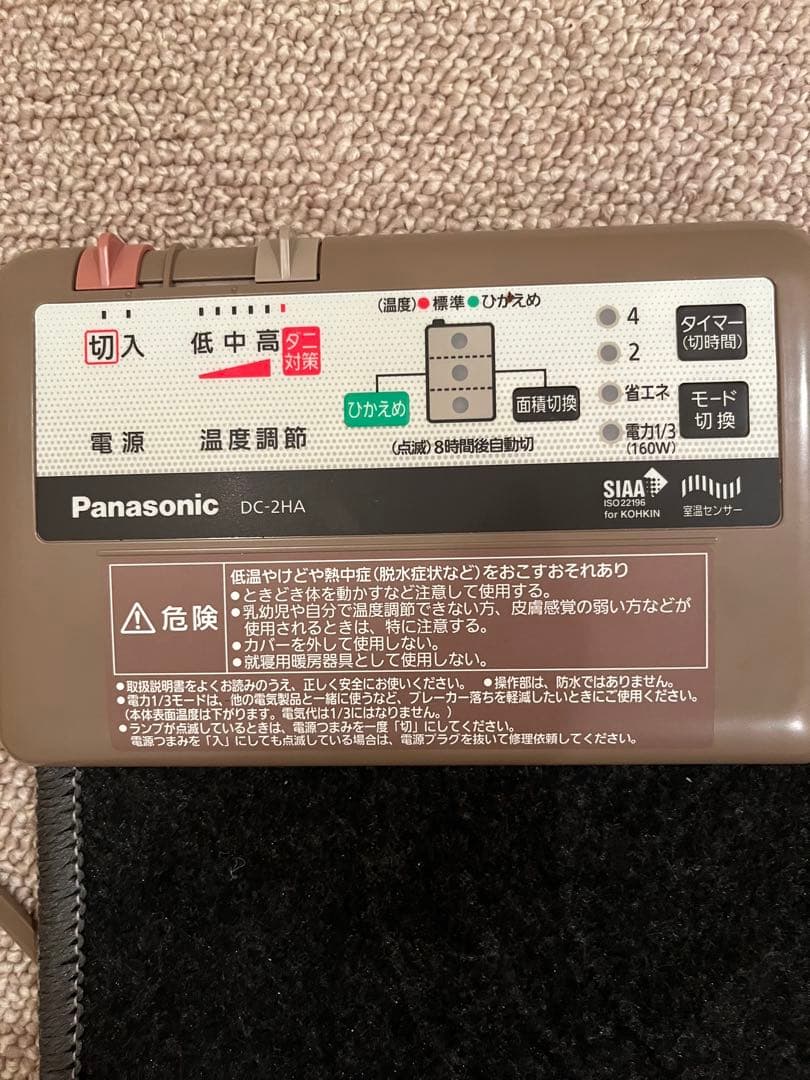 (温度)●標準●ひかえめ
切 入
低 中 高 ダニ対策
電源
温度調節
ひかえめ
面積切換
(点滅)8時間後自動切
4
2
省エネ
電力1/3
(160W)
タイマー
(切時間)
モード
切換
Panasonic DC-2HA
SIAA
ISO22196
for KOHKIN
室温センサー
危険
低温やけどや熱中症(脱水症状など)をおこすおそれあり
●ときどき体を動かすなど注意して使用する。
●乳幼児や自分で温度調節できない方、皮膚感覚の弱い方などが
使用されるときは、特に注意する。
●カバーを外して使用しない。
●就寝用暖房器具として使用しない。
●取扱説明書をよくお読みのうえ、正しく安全にお使いください。 ●操作部は、防水ではありません。
●電力1/3モードは、他の電気製品と一緒に使うなど、ブレーカー落ちを軽減したいときにご使用ください。
(本体表面温度は下がります。電気代は1/3にはなりません。)
●ランプが点滅しているときは、電源つまみを一度「切」にしてください。
電源つまみを「入」にしても点滅している場合は、電源プラグを抜いて修理依頼してください。